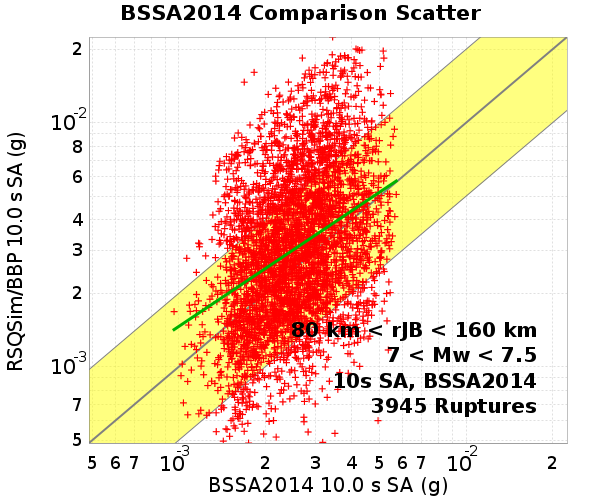 BSSA2014 Comparison Scatter
RSQSim/BBP 10.0 s SA (g)
2
10-2
8
6
4
3
2
10-3
7
5
80 km < rJB < 160 km
7 < Mw < 7.5
10s SA, BSSA2014
3945 Ruptures
5 6 7 10-3 2 3 4 5 6 7 10-2 2
BSSA2014 10.0 s SA (g)